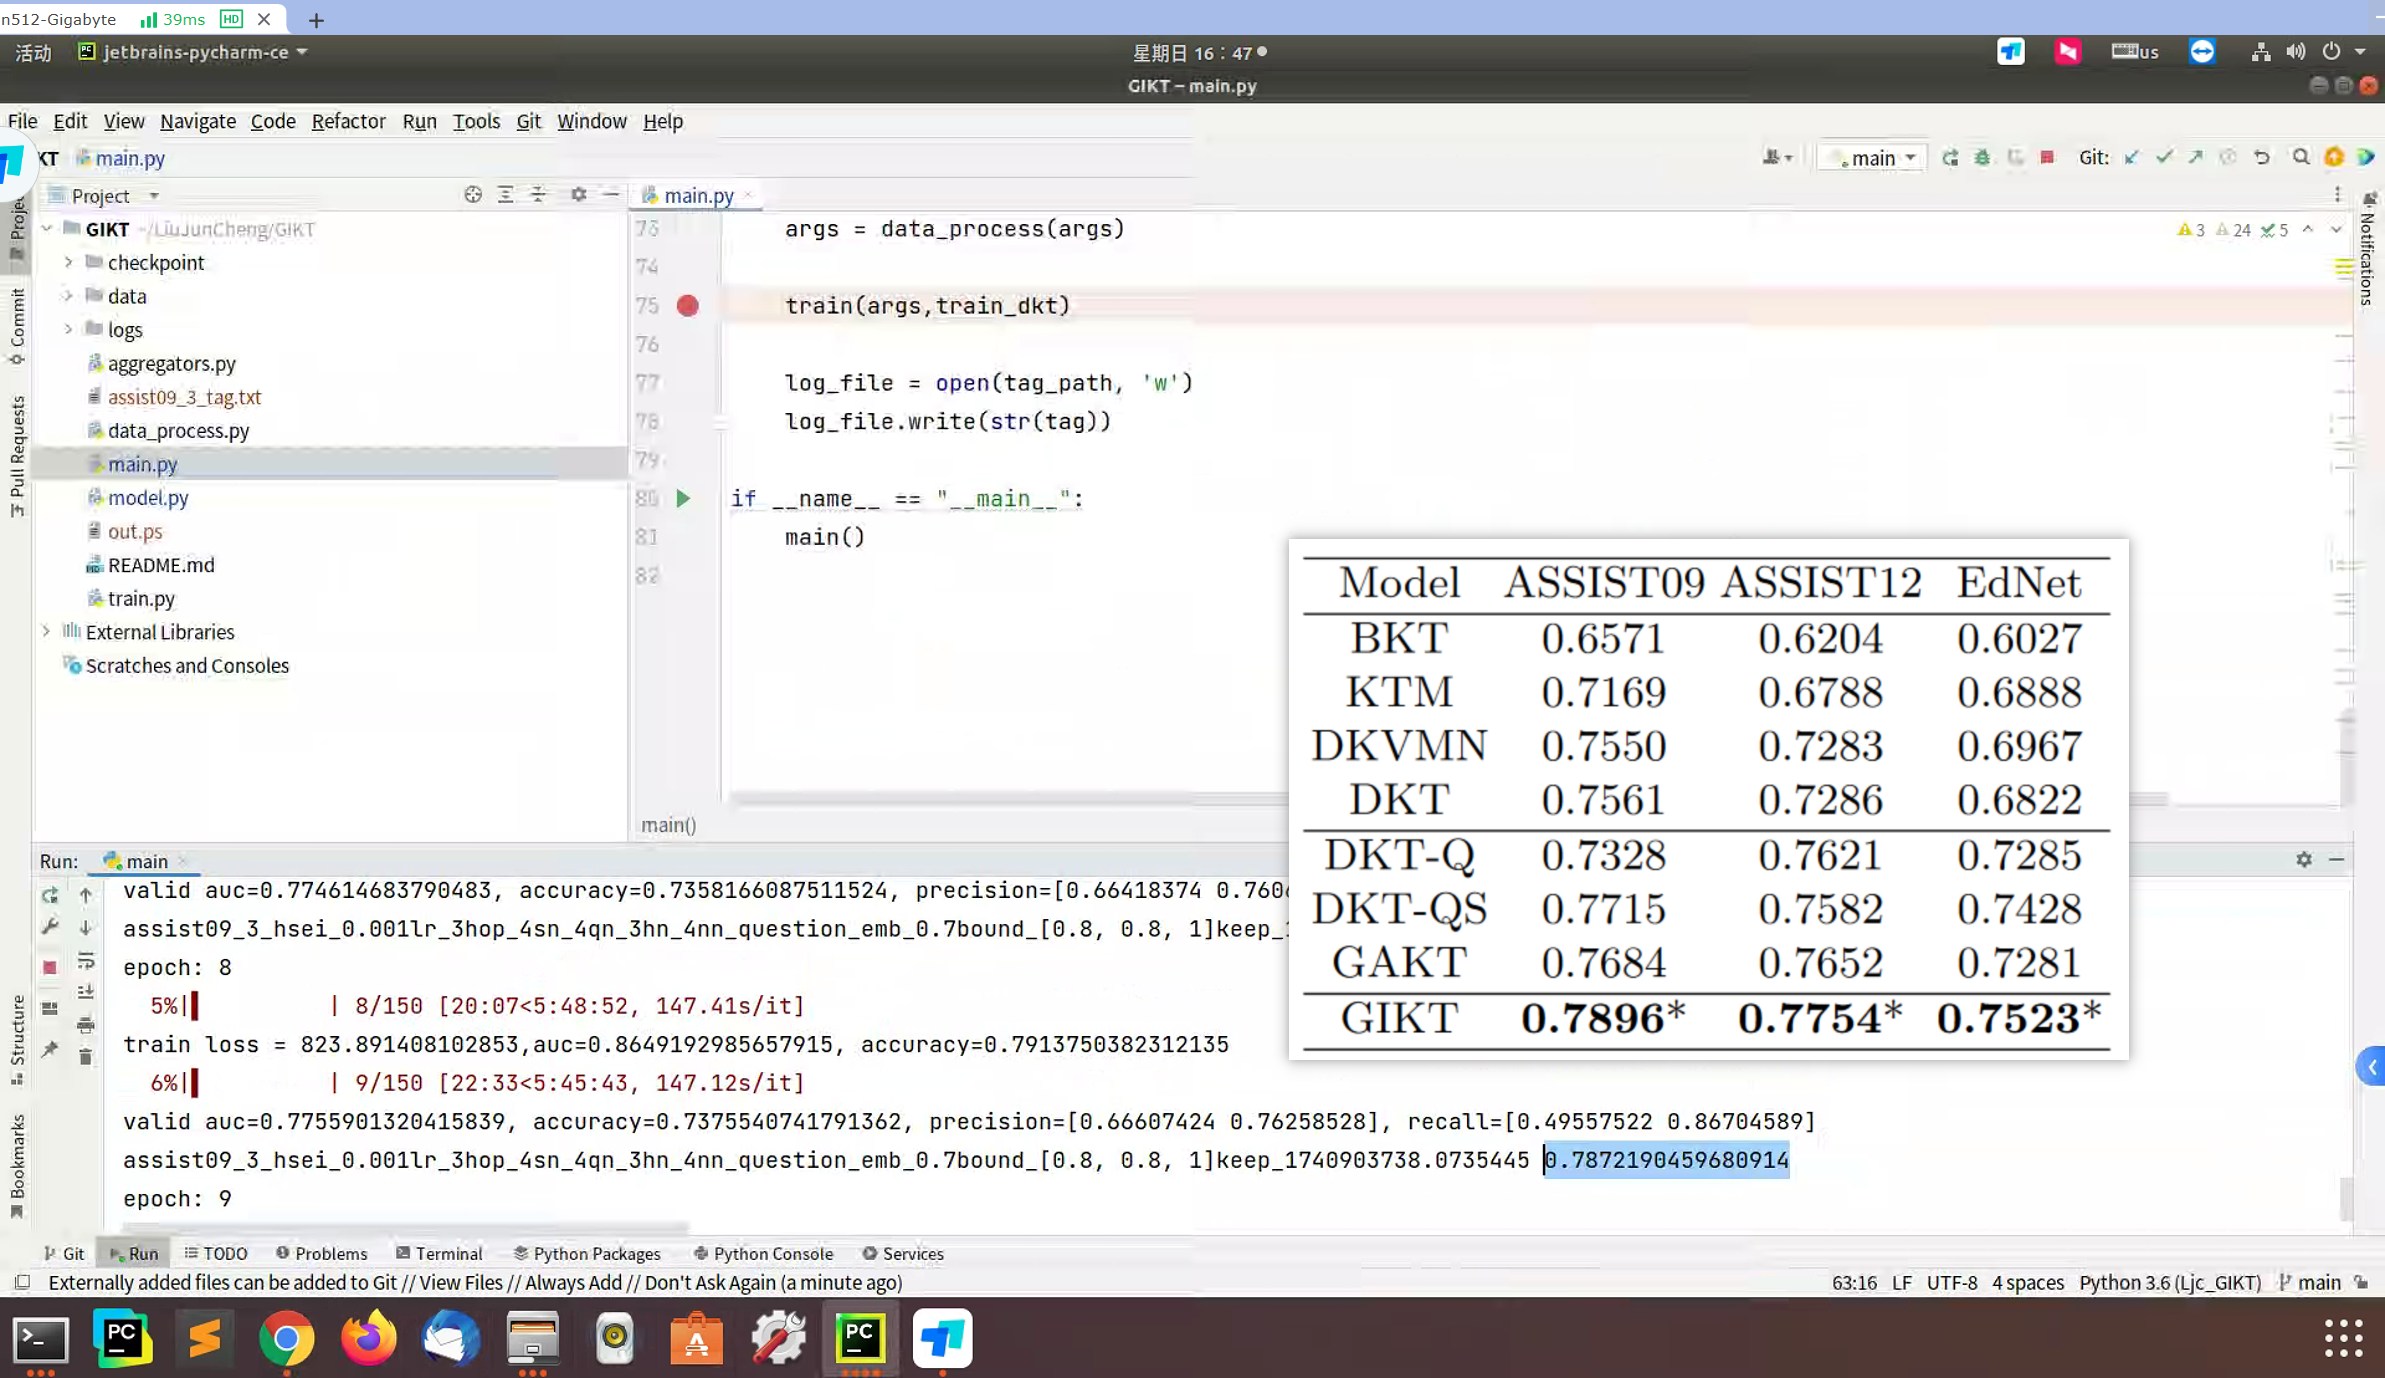 n512-Gigabyte 39ms HD
活动 jetbrains-pycharm-ce 星期日 16：47 us
GIKT – main.py
File Edit View Navigate Code Refactor Run Tools Git Window Help
KT main.py main Git:
Project main.py
GIKT ~/LiuJunCheng/GIKT
checkpoint
data
logs
aggregators.py
assist09_3_tag.txt
data_process.py
main.py
model.py
out.ps
README.md
train.py
External Libraries
Scratches and Consoles
Commit
Pull Requests
Structure
Bookmarks
Notifications
3 24 5
73 args = data_process(args)
74
75 train(args,train_dkt)
76
77 log_file = open(tag_path, 'w')
78 log_file.write(str(tag))
79
80 if __name__ == "__main__":
81 main()
82
main()
Model ASSIST09 ASSIST12 EdNet
BKT 0.6571 0.6204 0.6027
KTM 0.7169 0.6788 0.6888
DKVMN 0.7550 0.7283 0.6967
DKT 0.7561 0.7286 0.6822
DKT-Q 0.7328 0.7621 0.7285
DKT-QS 0.7715 0.7582 0.7428
GAKT 0.7684 0.7652 0.7281
GIKT 0.7896* 0.7754* 0.7523*
Run: main
valid auc=0.774614683790483, accuracy=0.7358166087511524, precision=[0.66418374 0.760
assist09_3_hsei_0.001lr_3hop_4sn_4qn_3hn_4nn_question_emb_0.7bound_[0.8, 0.8, 1]keep_1
epoch: 8
5%| | 8/150 [20:07<5:48:52, 147.41s/it]
train loss = 823.891408102853,auc=0.8649192985657915, accuracy=0.7913750382312135
6%| | 9/150 [22:33<5:45:43, 147.12s/it]
valid auc=0.7755901320415839, accuracy=0.7375540741791362, precision=[0.66607424 0.76258528], recall=[0.49557522 0.86704589]
assist09_3_hsei_0.001lr_3hop_4sn_4qn_3hn_4nn_question_emb_0.7bound_[0.8, 0.8, 1]keep_1740903738.0735445 0.7872190459680914
epoch: 9
Git Run TODO Problems Terminal Python Packages Python Console Services
Externally added files can be added to Git // View Files // Always Add // Don't Ask Again (a minute ago) 63:16 LF UTF-8 4 spaces Python 3.6 (Ljc_GIKT) main